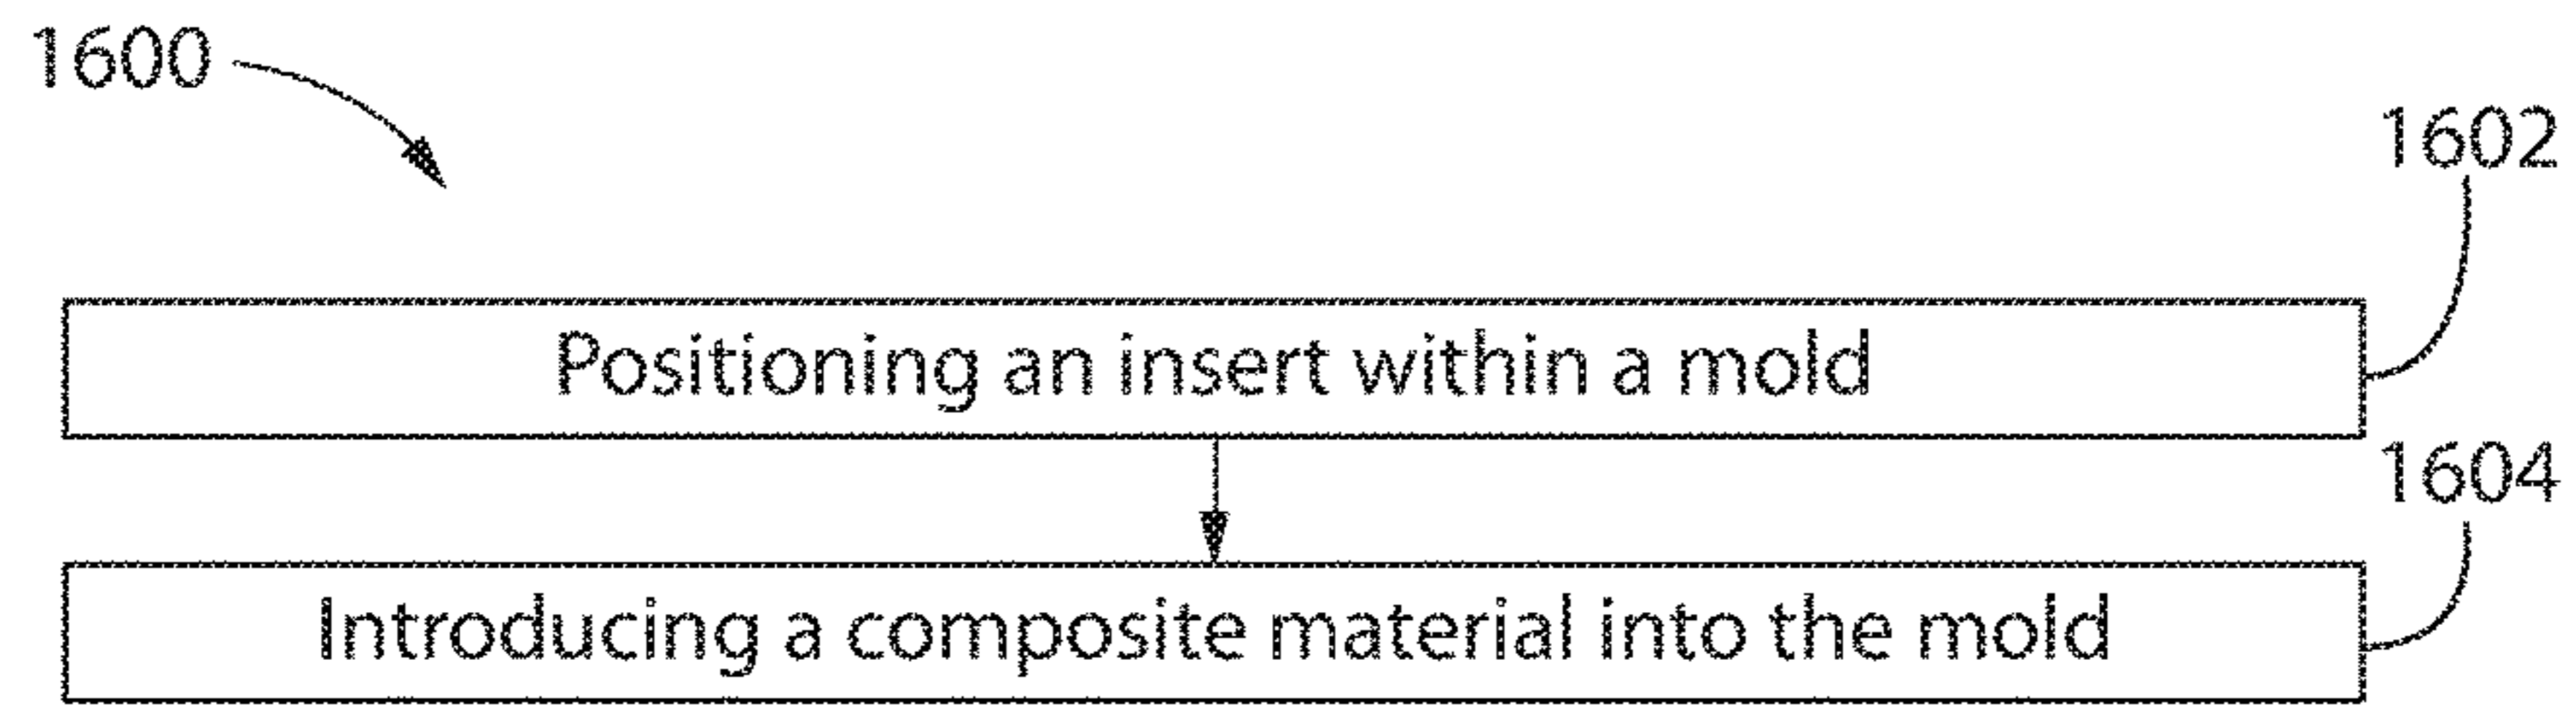 1600
1602
Positioning an insert within a mold
1604
Introducing a composite material into the mold